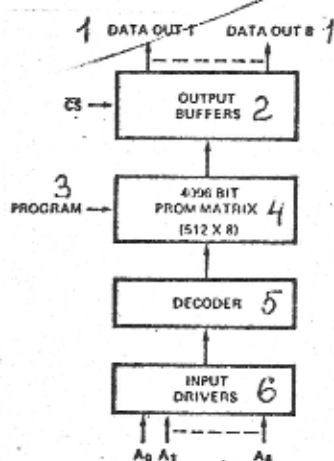 1 DATA OUT 1 DATA OUT 8 1
CS OUTPUT
BUFFERS 2
3
PROGRAM
4096 BIT
PROM MATRIX 4
(512 X 8)
DECODER 5
INPUT
DRIVERS 6
A0 A1 A8